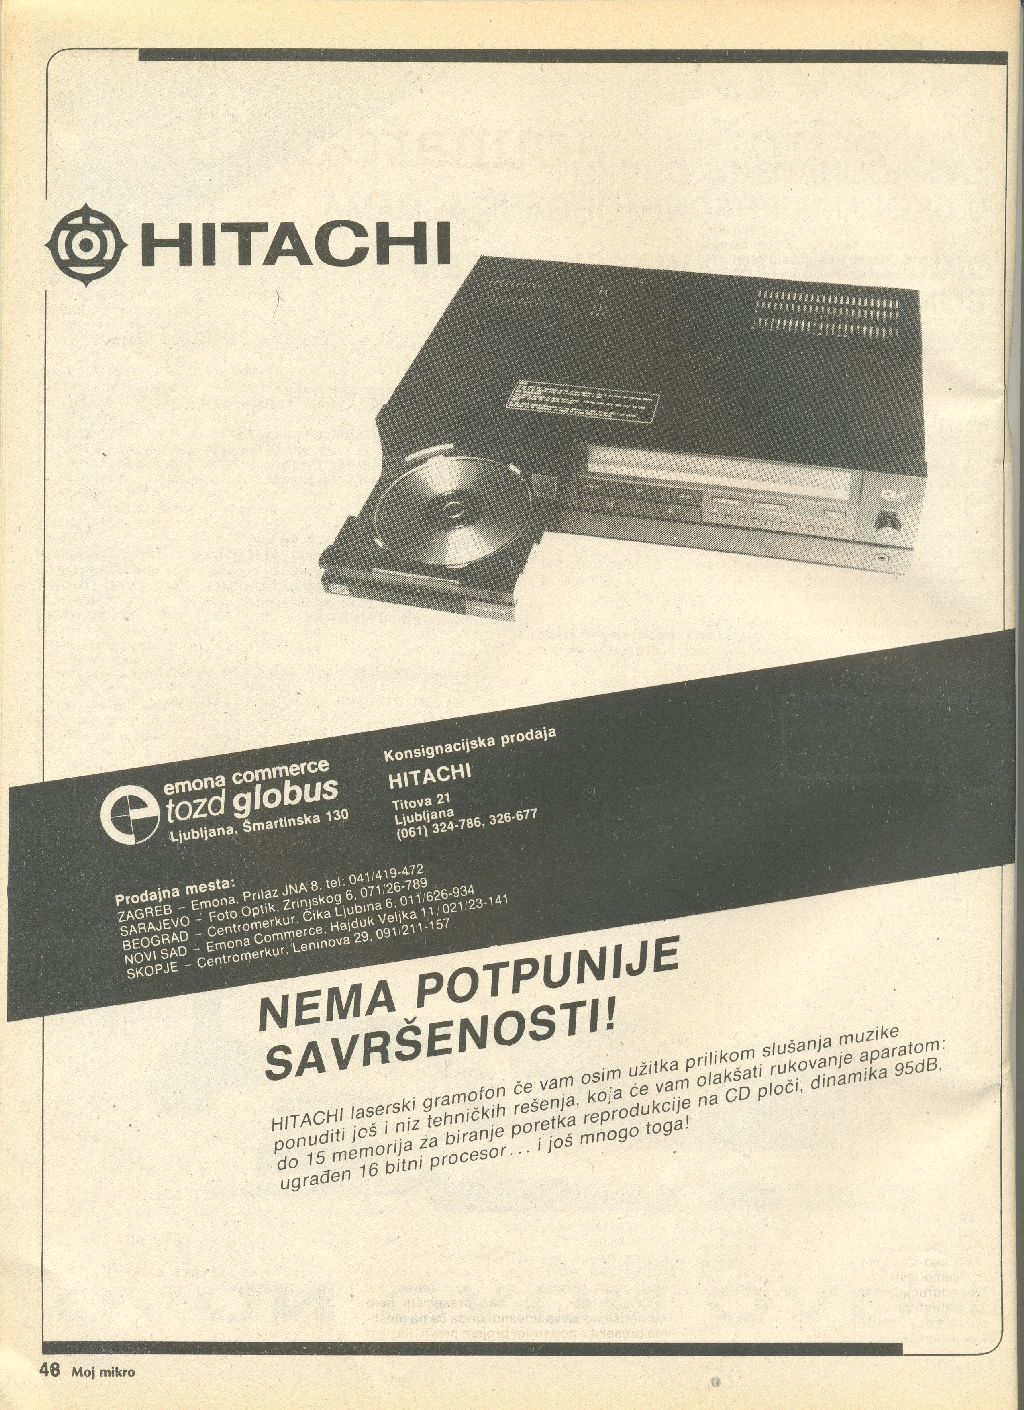 HITACHI
emona commerce
tozd globus
Ljubljana, Šmartinska 130
Konsignacijska prodaja
HITACHI
Titova 21
Ljubljana
(061) 324-786, 326-677
Prodajna mesta:
ZAGREB – Emona, Prilaz JNA 8, tel: 041/419-472
SARAJEVO – Foto Optik, Zrinjskog 6, 071/26-789
BEOGRAD – Centromerkur, Čika Ljubina 6, 011/626-934
NOVI SAD – Emona Commerce, Hajduk Veljka 11, 021/23-141
SKOPJE – Centromerkur, Leninova 29, 091/211-157
NEMA POTPUNIJE
SAVRŠENOSTI!
HITACHI laserski gramofon če vam osim užitka prilikom slušanja muzike
ponuditi još i niz tehničkih rešenja, koja će vam olakšati rukovanje aparatom:
do 15 memorija za biranje poretka reprodukcije na CD ploči, dinamika 95dB,
ugrađen 16 bitni procesor... i još mnogo toga!
48 Moj mikro